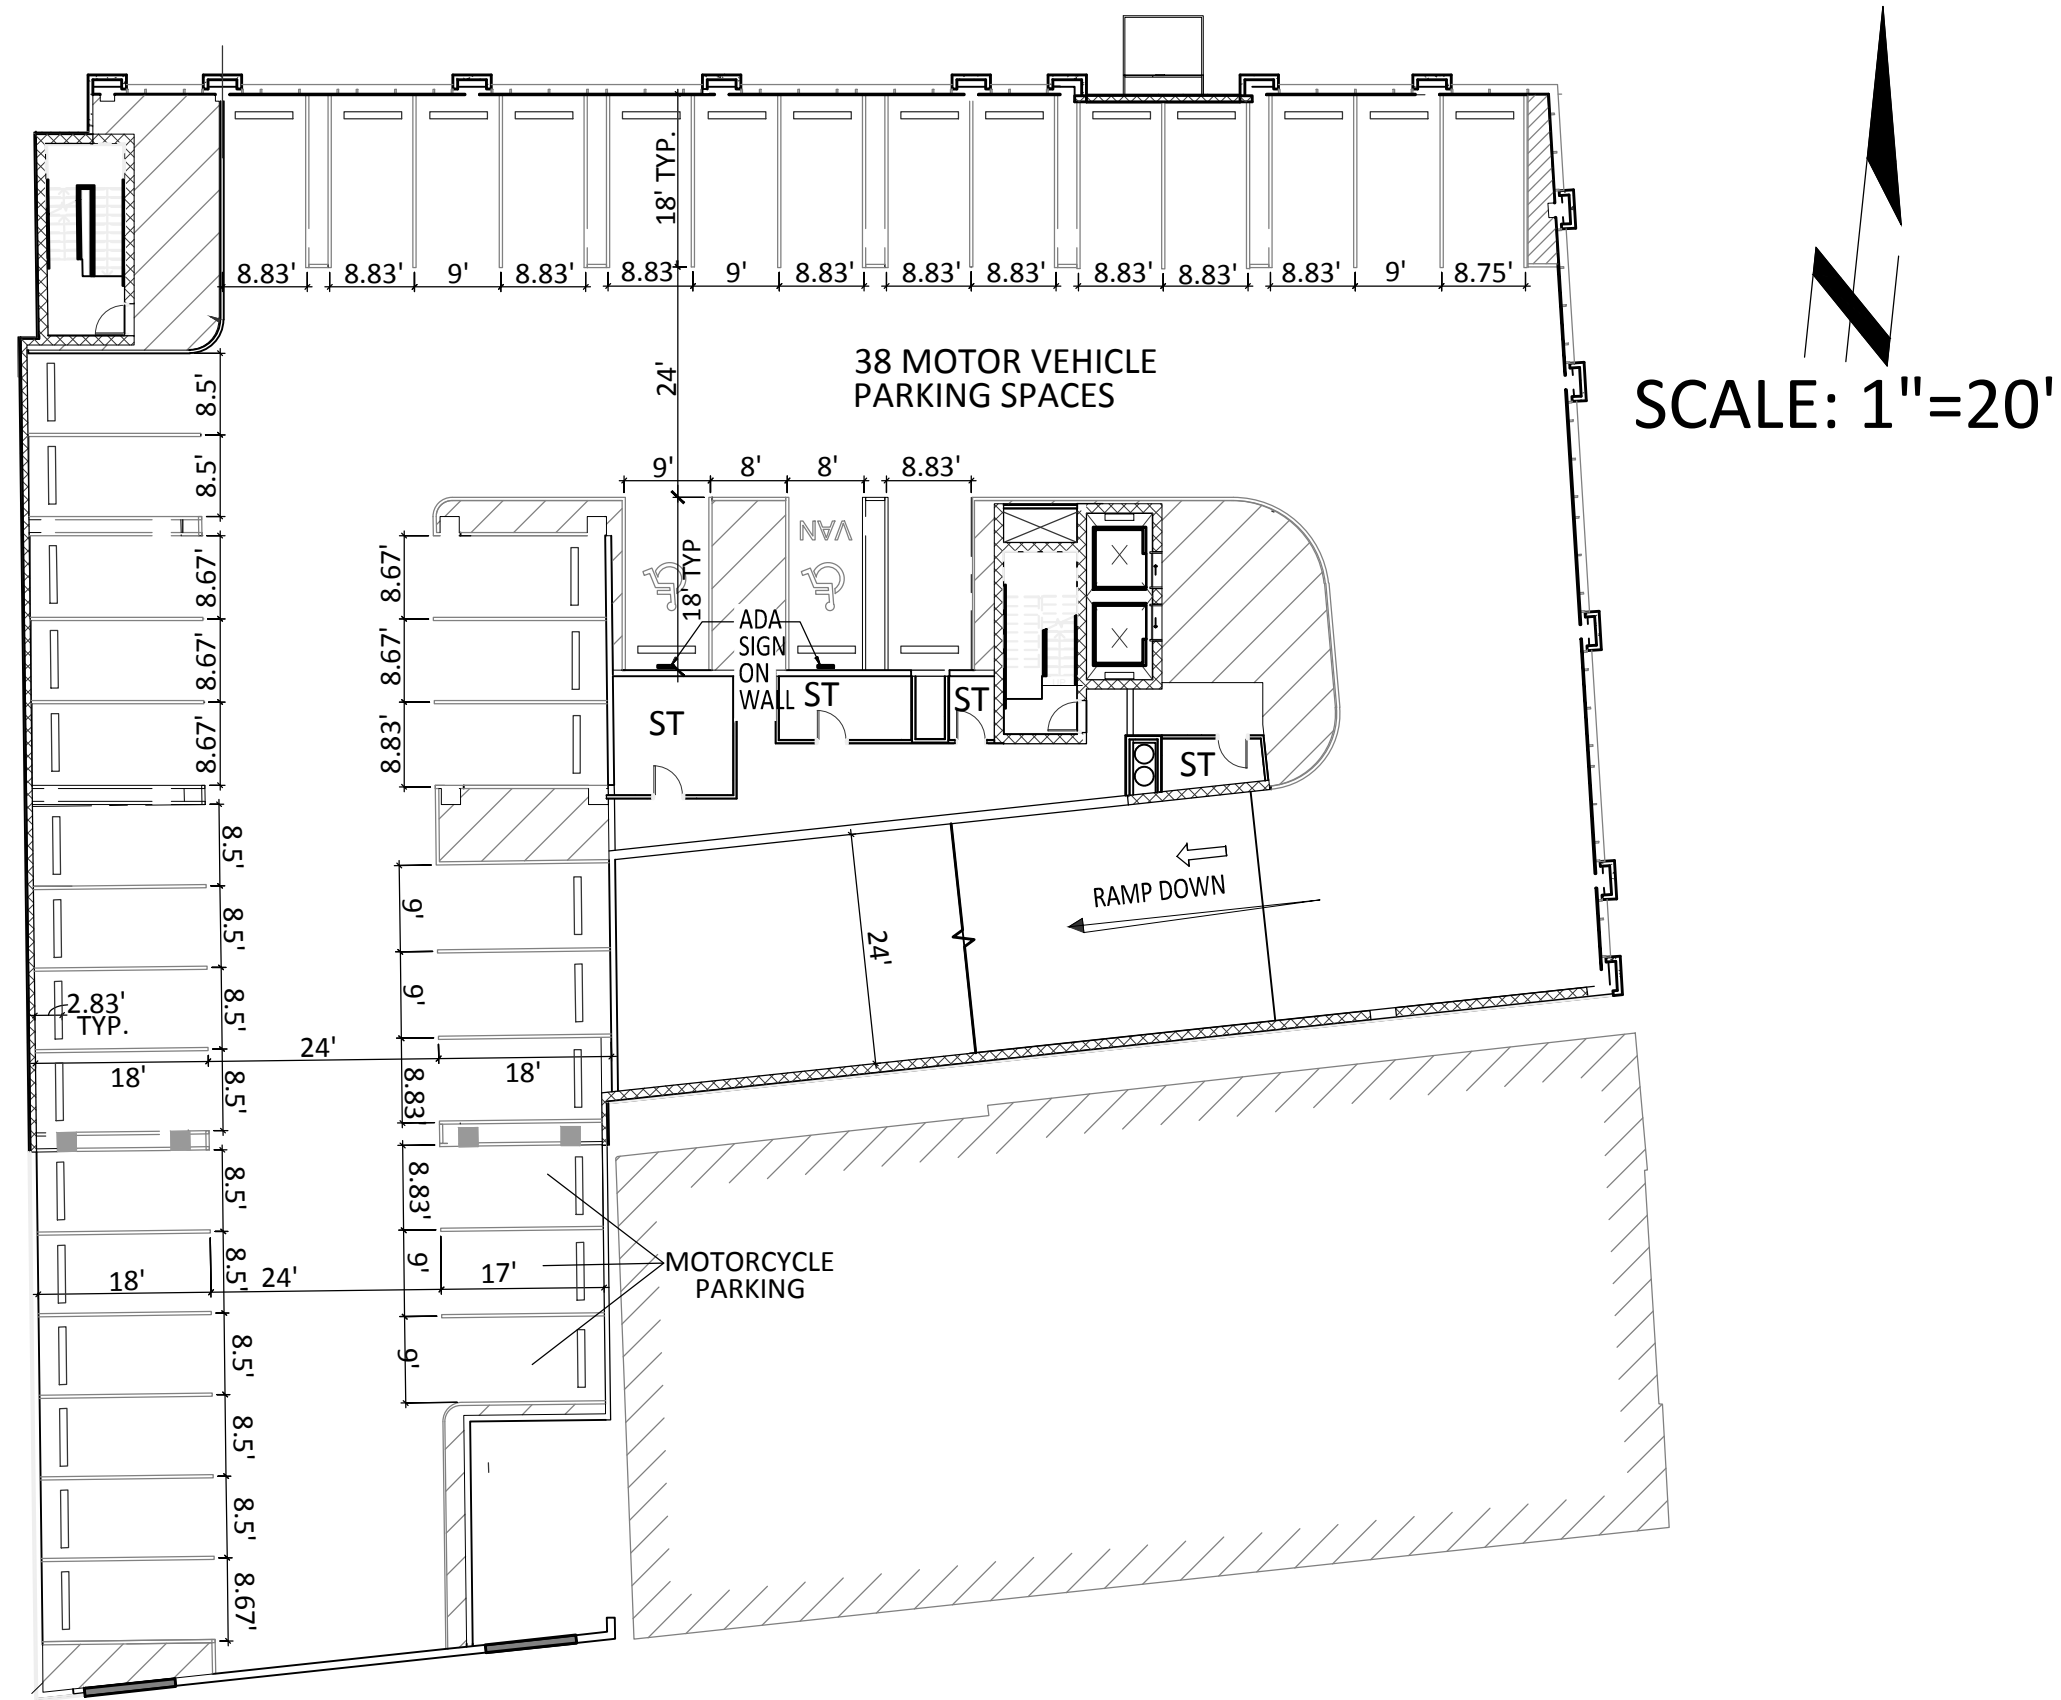 18' TYP.
8.83'
8.83'
9'
8.83'
8.83'
9'
8.83'
8.83'
8.83'
8.83'
8.83'
8.83'
9'
8.75'
38 MOTOR VEHICLE
PARKING SPACES
24'
SCALE: 1"=20'
8.5'
8.5'
9'
8'
8'
8.83'
VAN
8.67'
8.67'
8.67'
8.67'
8.67'
8.83'
18' TYP
ADA
SIGN
ON
WALL
ST
ST
ST
ST
8.5'
8.5'
8.5'
8.5'
9'
9'
8.83'
RAMP DOWN
24'
2.83'
TYP.
24'
18'
18'
8.5'
8.5'
8.83'
9'
9'
MOTORCYCLE
PARKING
18'
24'
17'
8.5'
8.5'
8.5'
8.67'